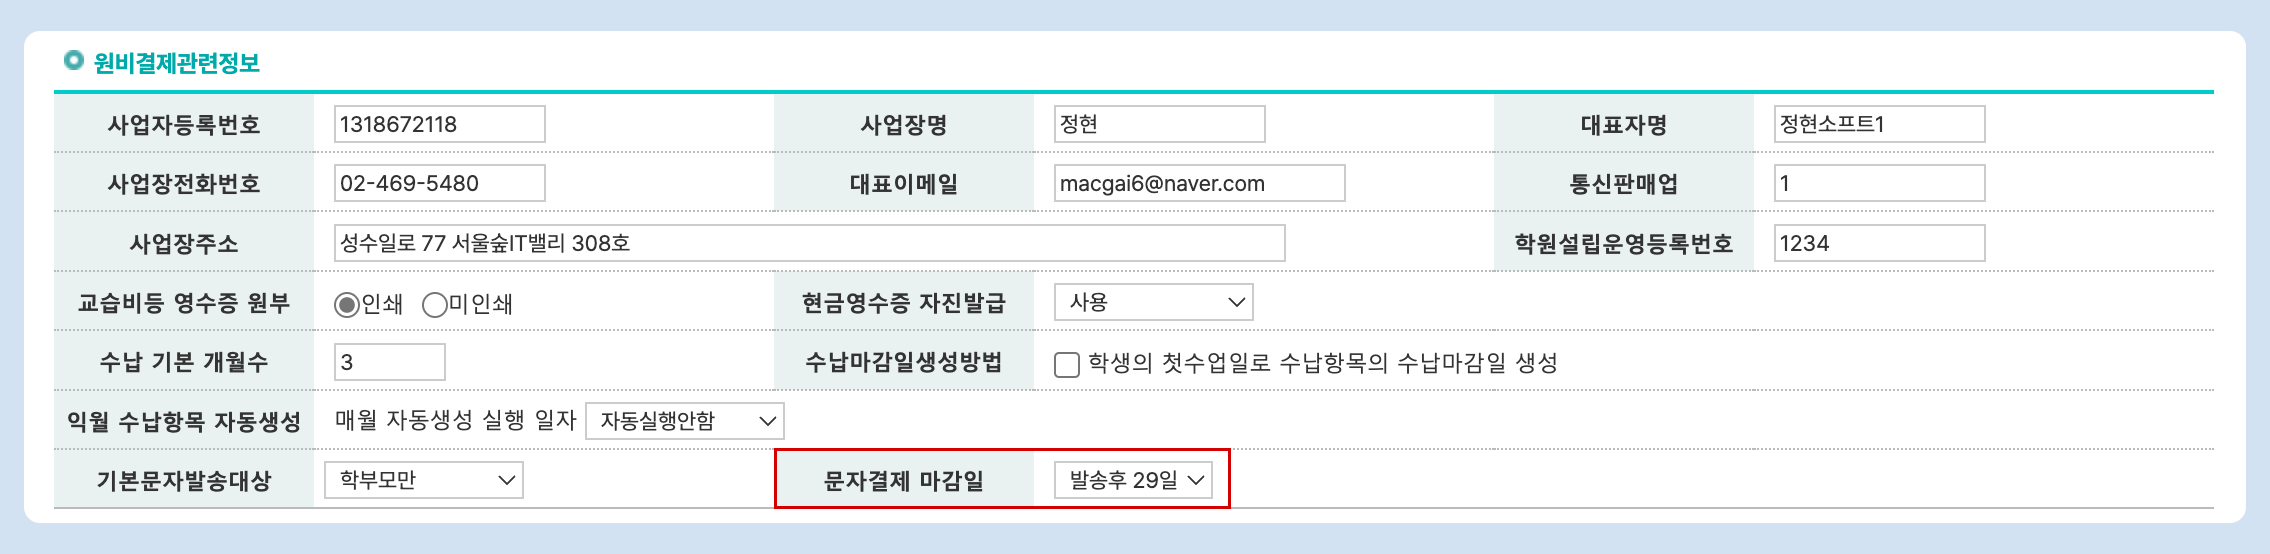 원비결제관련정보
사업자등록번호 1318672118 사업장명 정현 대표자명 정현소프트1
사업장전화번호 02-469-5480 대표이메일 macgai6@naver.com 통신판매업 1
사업장주소 성수일로 77 서울숲IT밸리 308호 학원설립운영등록번호 1234
교습비등 영수증 원부 인쇄 미인쇄 현금영수증 자진발급 사용
수납 기본 개월수 3 수납마감일생성방법 학생의 첫수업일로 수납항목의 수납마감일 생성
익월 수납항목 자동생성 매월 자동생성 실행 일자 자동실행안함
기본문자발송대상 학부모만 문자결제 마감일 발송후 29일